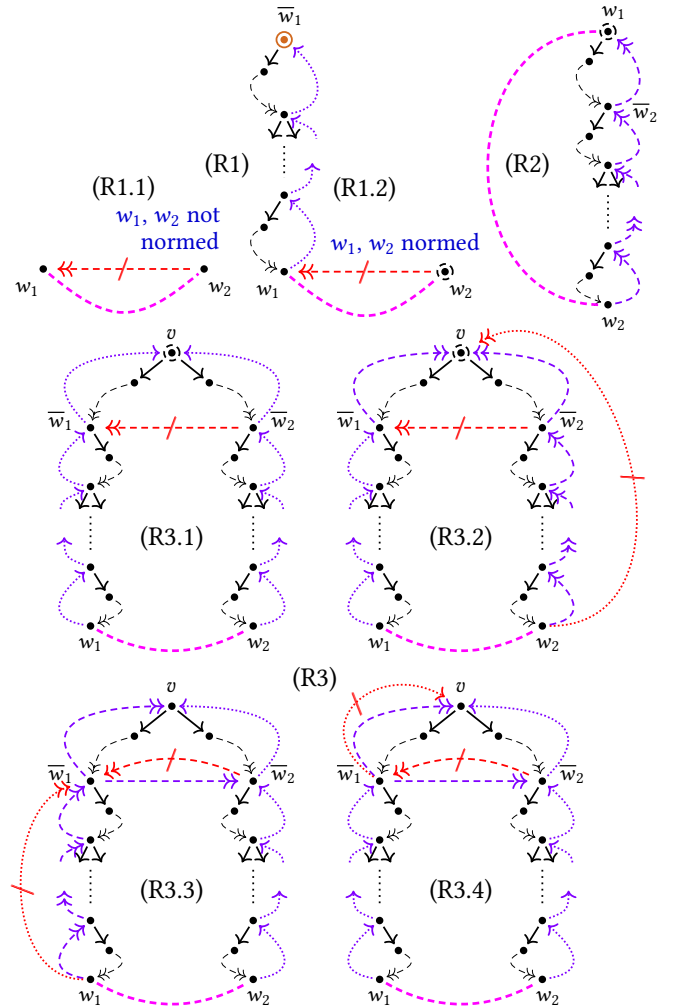 w̅₁
w₁
w̅₂
(R1)
(R2)
(R1.1)
(R1.2)
w₁, w₂ not
normed
w₁, w₂ normed
w₁
w₂
w₁
w₂
w₂
v
v
w̅₁
w̅₂
w̅₁
w̅₂
(R3.1)
(R3.2)
w₁
w₂
w₁
w₂
(R3)
v
v
w̅₁
w̅₂
w̅₁
w̅₂
(R3.3)
(R3.4)
w₁
w₂
w₁
w₂